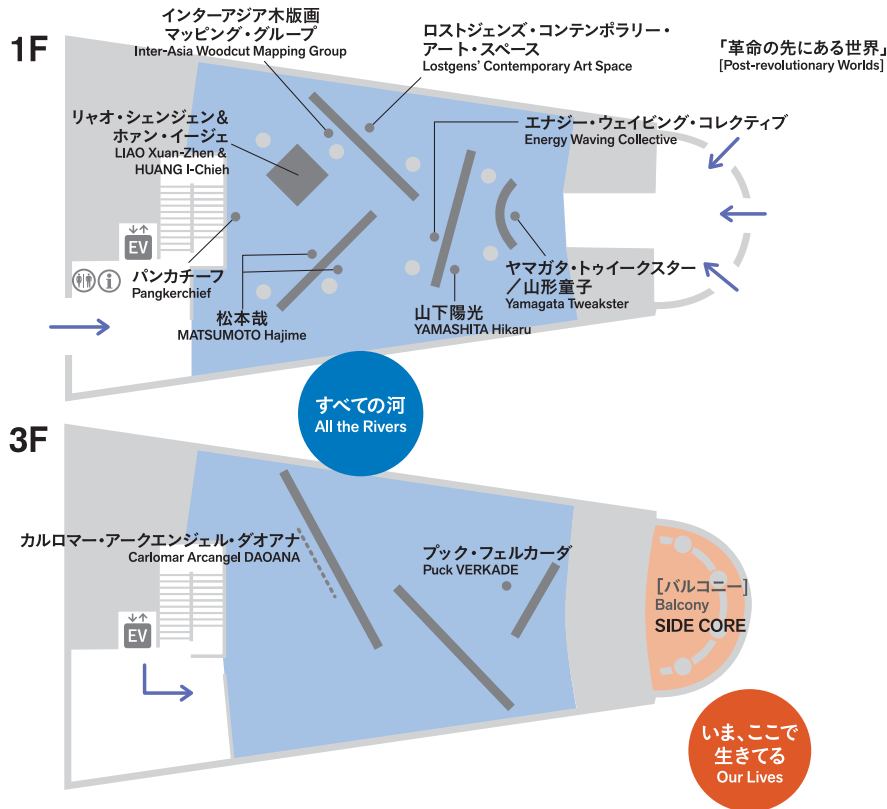 1F
インターアジア木版画
マッピング・グループ
Inter-Asia Woodcut Mapping Group
ロストジェンズ・コンテンポラリー・
アート・スペース
Lostgens' Contemporary Art Space
「革命の先にある世界」
[Post-revolutionary Worlds]
リャオ・シェンジェン＆
ホァン・イージェ
LIAO Xuan-Zhen &
HUANG I-Chieh
エナジー・ウェイビング・コレクティブ
Energy Waving Collective
EV
パンカチーフ
Pangkerchief
松本哉
MATSUMOTO Hajime
山下陽光
YAMASHITA Hikaru
ヤマガタ・トゥイークスター
／山形童子
Yamagata Tweakster
すべての河
All the Rivers
3F
カルロマー・アークエンジェル・ダオアナ
Carlomar Arcangel DAOANA
プック・フェルカーダ
Puck VERKADE
EV
［バルコニー］
Balcony
SIDE CORE
いま、ここで
生きてる
Our Lives